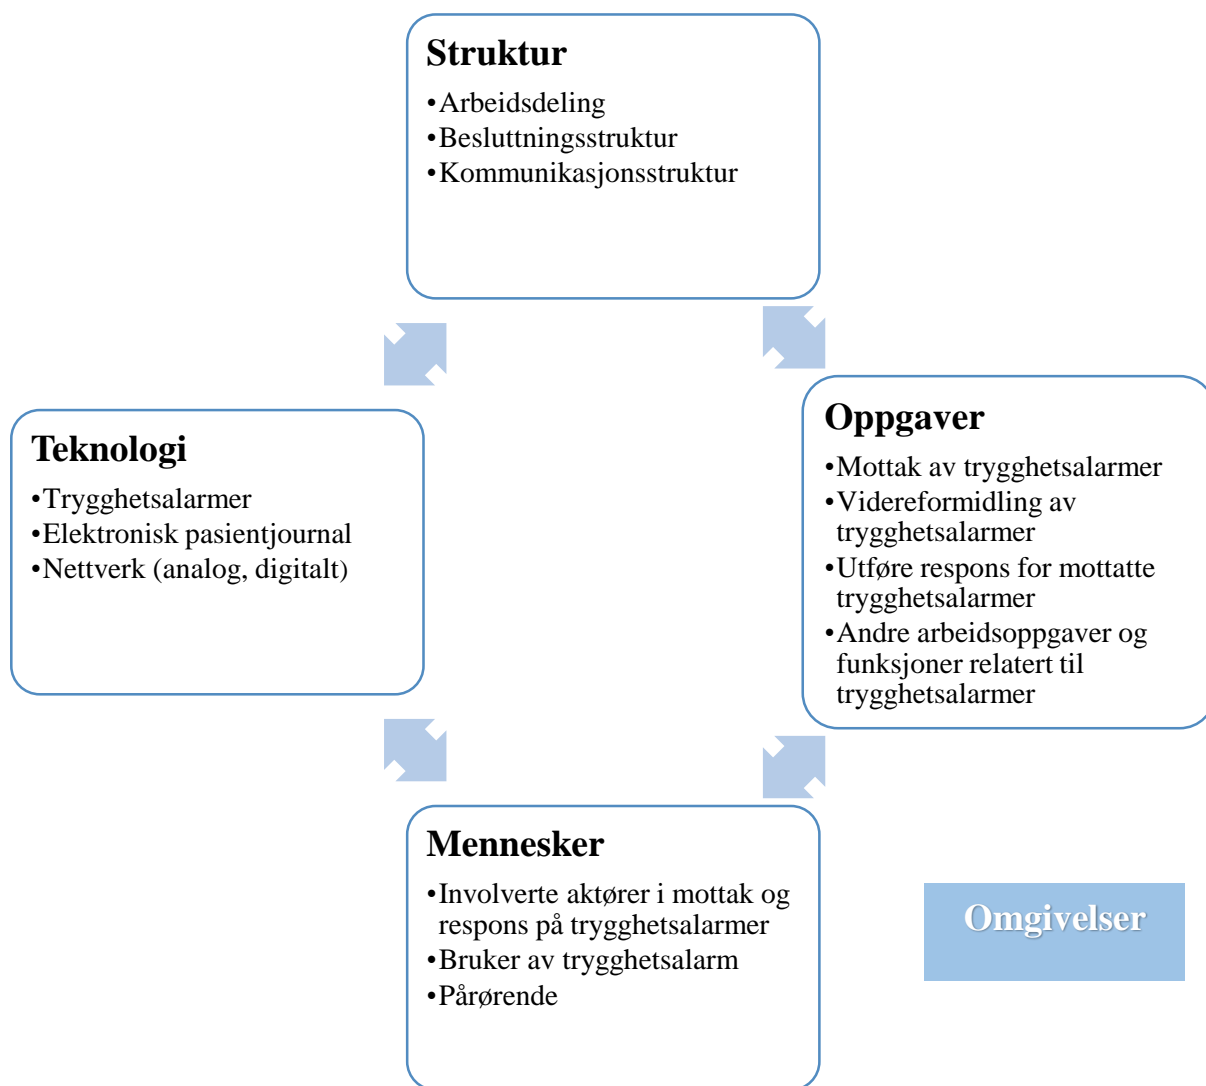 Struktur
•Arbeidsdeling
•Besluttningsstruktur
•Kommunikasjonsstruktur
Teknologi
•Trygghetsalarmer
•Elektronisk pasientjournal
•Nettverk (analog, digitalt)
Oppgaver
•Mottak av trygghetsalarmer
•Videreformidling av
trygghetsalarmer
•Utføre respons for mottatte
trygghetsalarmer
•Andre arbeidsoppgaver og
funksjoner relatert til
trygghetsalarmer
Mennesker
•Involverte aktører i mottak og
respons på trygghetsalarmer
•Bruker av trygghetsalarm
•Pårørende
Omgivelser